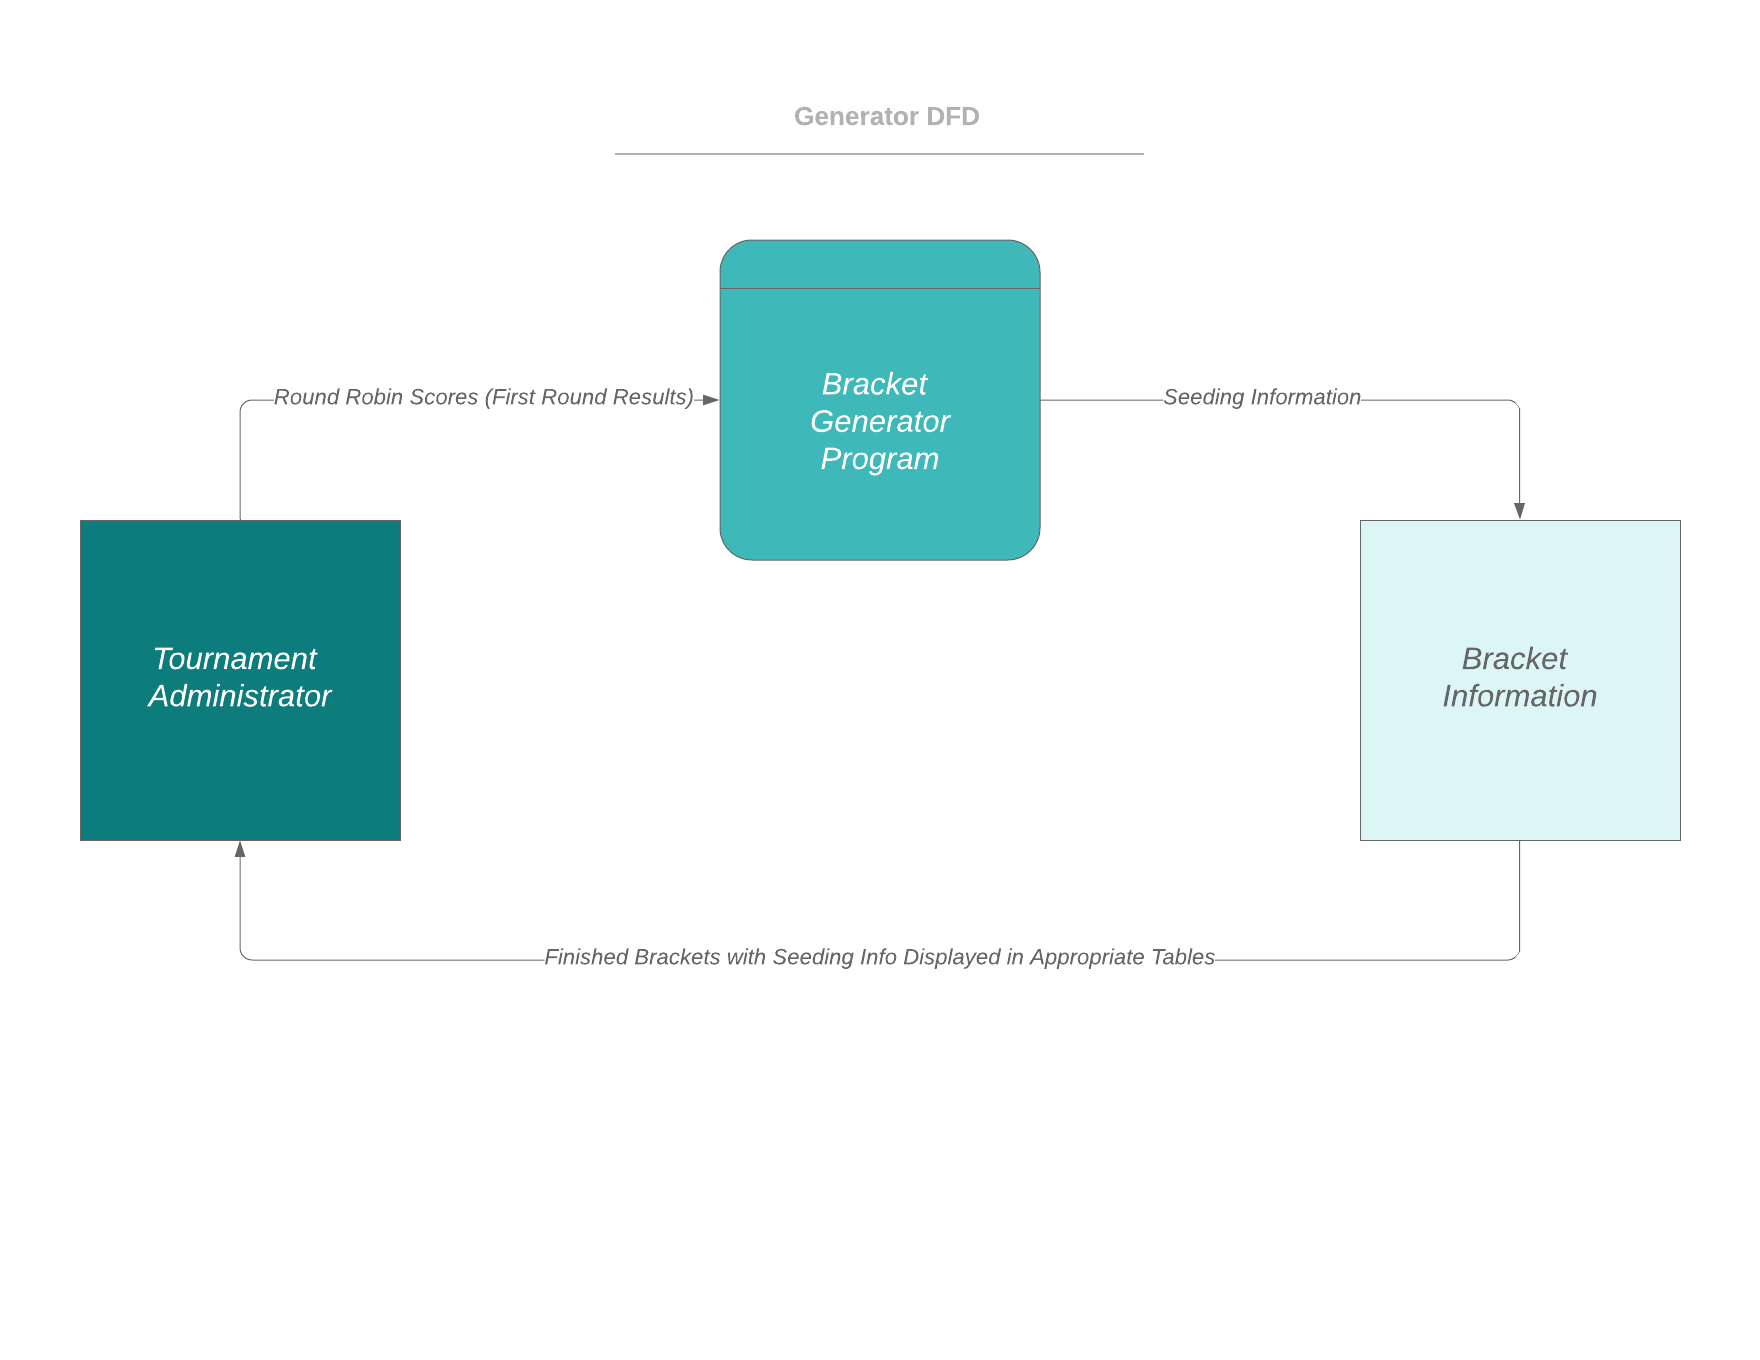 Generator DFD
Bracket
Generator
Program
Round Robin Scores (First Round Results)
Seeding Information
Tournament
Administrator
Bracket
Information
Finished Brackets with Seeding Info Displayed in Appropriate Tables